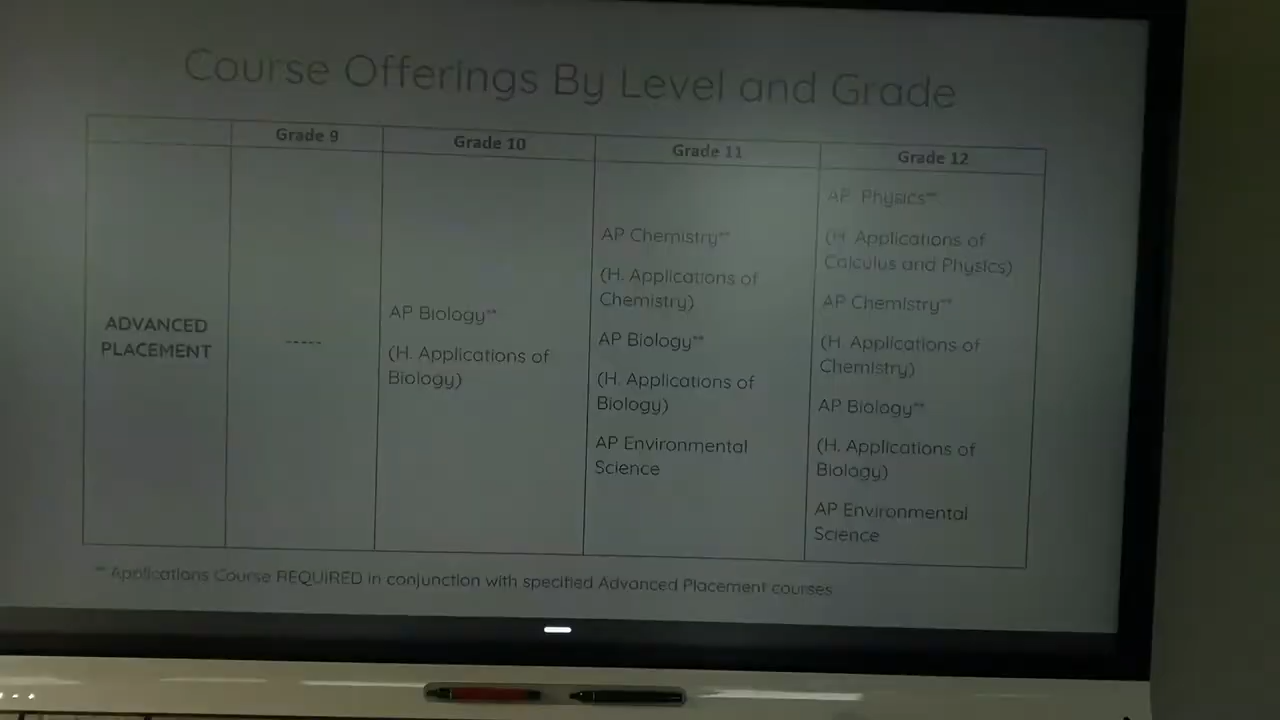 Course Offerings By Level and Grade
Grade 9
Grade 10
Grade 11
Grade 12
ADVANCED
PLACEMENT
-----
AP Biology**
(H. Applications of
Biology)
AP Chemistry**
(H. Applications of
Chemistry)
AP Biology**
(H. Applications of
Biology)
AP Environmental
Science
AP Physics**
(H. Applications of
Calculus and Physics)
AP Chemistry**
(H. Applications of
Chemistry)
AP Biology**
(H. Applications of
Biology)
AP Environmental
Science
** Applications Course REQUIRED in conjunction with specified Advanced Placement courses